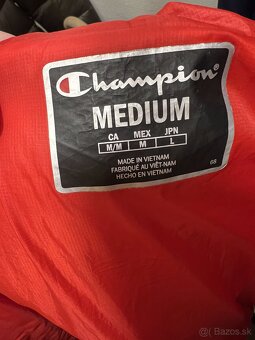 Champion
MEDIUM
CA MEX JPN
M/M M L
MADE IN VIETNAM
FABRIQUÉ AU VIÊT-NAM
HECHO EN VIETNAM
68
Bazos.sk